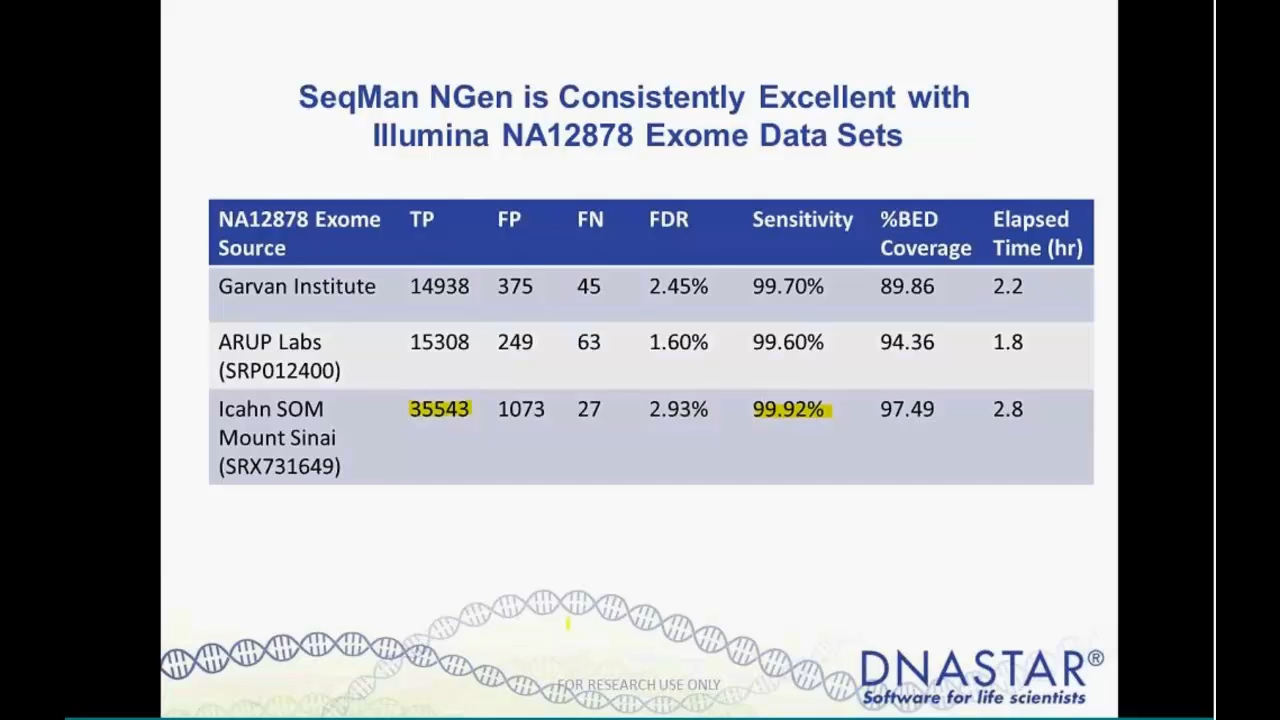 SeqMan NGen is Consistently Excellent with
Illumina NA12878 Exome Data Sets
NA12878 Exome Source TP FP FN FDR Sensitivity %BED Coverage Elapsed Time (hr)
Garvan Institute 14938 375 45 2.45% 99.70% 89.86 2.2
ARUP Labs (SRP012400) 15308 249 63 1.60% 99.60% 94.36 1.8
Icahn SOM Mount Sinai (SRX731649) 35543 1073 27 2.93% 99.92% 97.49 2.8
FOR RESEARCH USE ONLY
DNASTAR®
Software for life scientists